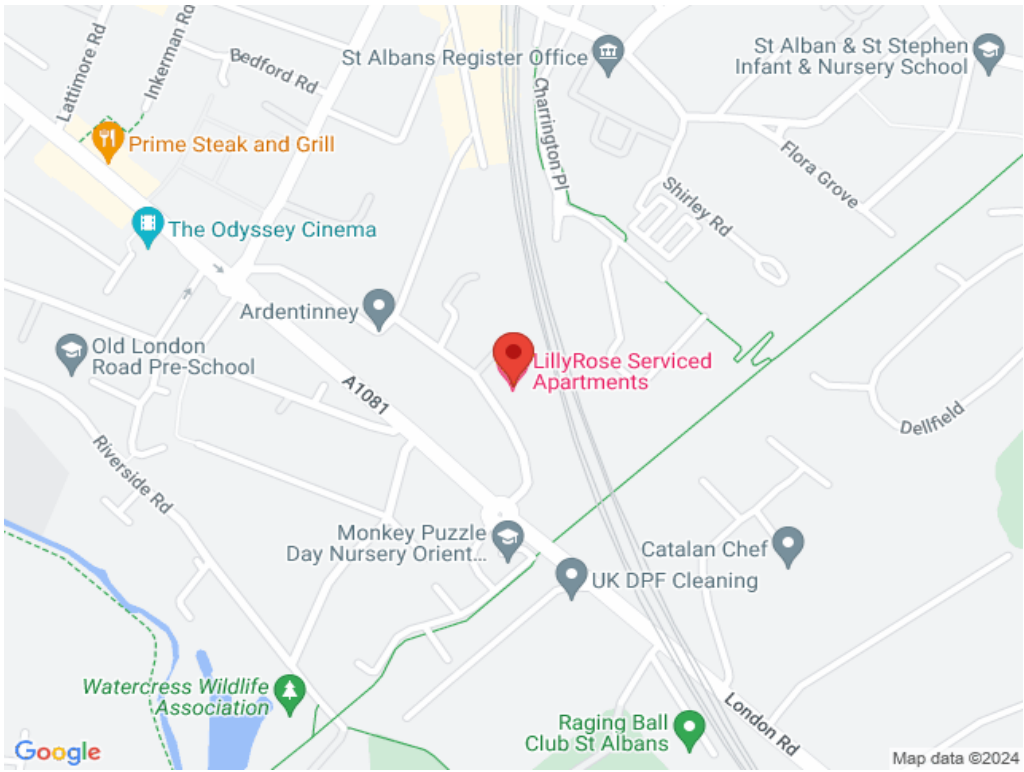 Lattimore Rd
Inkerman Rd
Bedford Rd
St Albans Register Office
St Alban & St Stephen
Infant & Nursery School
Prime Steak and Grill
Charrington Pl
Flora Grove
Shirley Rd
The Odyssey Cinema
Ardentinney
Old London
Road Pre-School
LillyRose Serviced
Apartments
A1081
Dellfield
Riverside Rd
Monkey Puzzle
Day Nursery Orient...
Catalan Chef
UK DPF Cleaning
Watercress Wildlife
Association
Raging Ball
Club St Albans
London Rd
Google
Map data ©2024